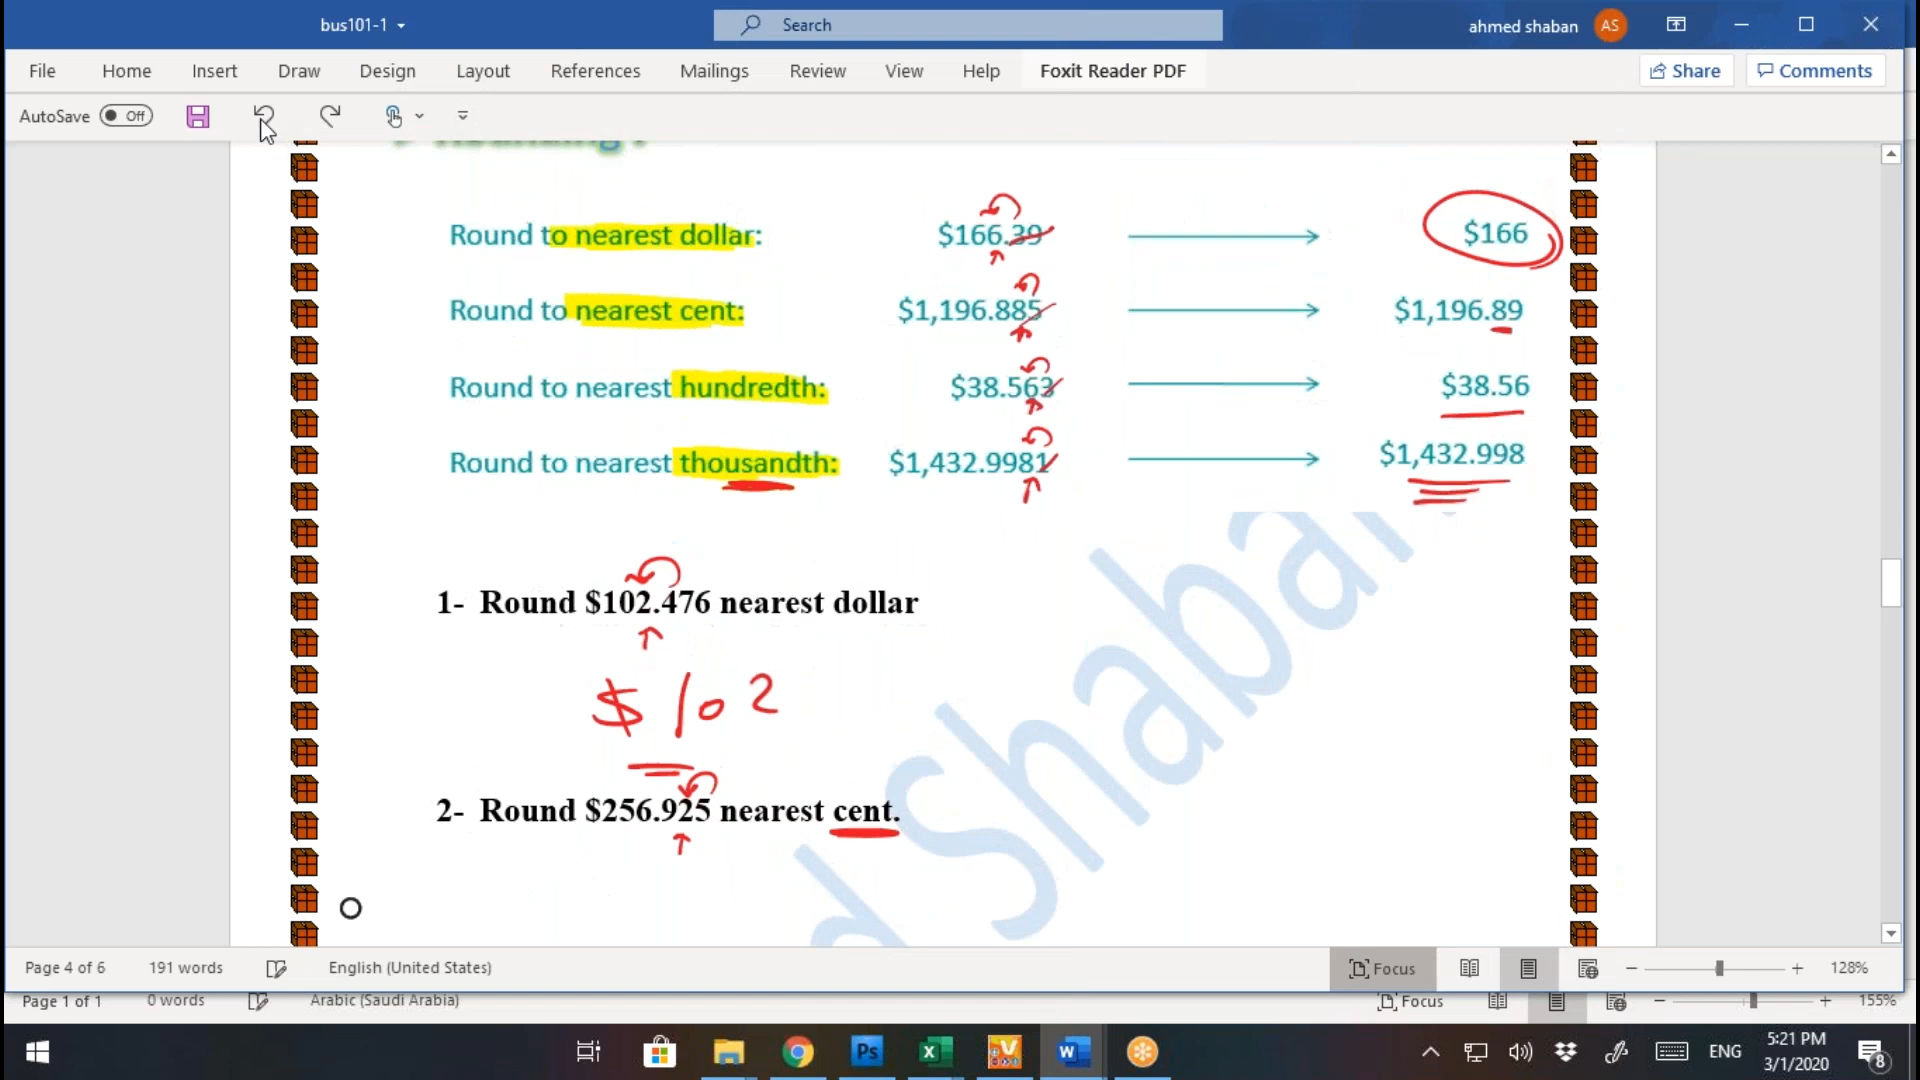 bus101-1
Search
ahmed shaban
AS
File Home Insert Draw Design Layout References Mailings Review View Help Foxit Reader PDF
Share Comments
AutoSave Off
Round to nearest dollar: $166.39 $166
Round to nearest cent: $1,196.885 $1,196.89
Round to nearest hundredth: $38.563 $38.56
Round to nearest thousandth: $1,432.9981 $1,432.998
1- Round $102.476 nearest dollar
$ 102
2- Round $256.925 nearest cent.
d Shaban
Page 4 of 6 191 words English (United States) Focus 128%
Page 1 of 1 0 words Arabic (Saudi Arabia) Focus 155%
Ps
ENG
5:21 PM
3/1/2020
8